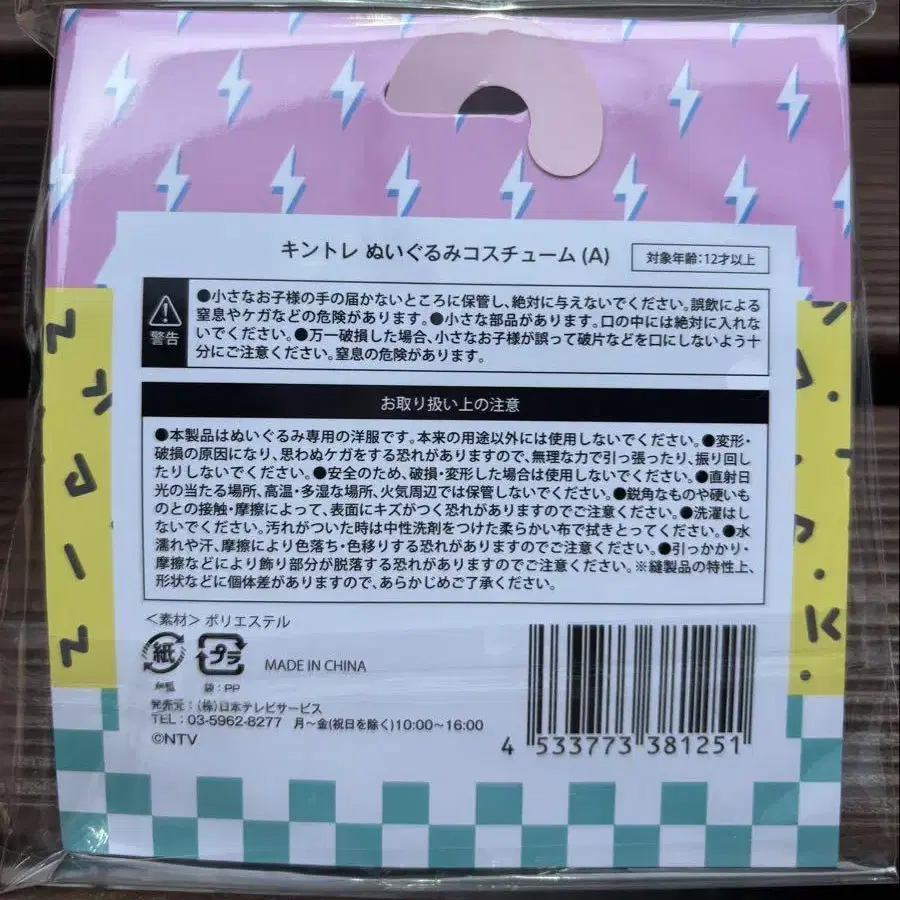 キントレ ぬいぐるみコスチューム (A)
対象年齢:12才以上
警告
●小さなお子様の手の届かないところに保管し、絶対に与えないでください。誤飲による
窒息やケガなどの危険があります。●小さな部品があります。口の中には絶対に入れな
いでください。●万一破損した場合、小さなお子様が誤って破片などを口にしないよう十
分にご注意ください。窒息の危険があります。
お取り扱い上の注意
●本製品はぬいぐるみ専用の洋服です。本来の用途以外には使用しないでください。●変形・
破損の原因になり、思わぬケガをする恐れがありますので、無理な力で引っ張ったり、振り回し
たりしないでください。●安全のため、破損・変形した場合は使用しないでください。●直射日
光の当たる場所、高温・多湿な場所、火気周辺では保管しないでください。●鋭角なものや硬いも
のとの接触・摩擦によって、表面にキズがつく恐れがありますのでご注意ください。●洗濯はし
ないでください。汚れがついた時は中性洗剤をつけた柔らかい布で拭きとってください。●水
濡れや汗、摩擦により色落ち・色移りする恐れがありますのでご注意ください。●引っかかり・
摩擦などにより飾り部分が脱落する恐れがありますのでご注意ください。※縫製品の特性上、
形状などに個体差がありますので、あらかじめご了承ください。
<素材> ポリエステル
紙 プラ MADE IN CHINA
台紙 袋:PP
発売元:(株)日本テレビサービス
TEL:03-5962-8277 月~金(祝日を除く)10:00~16:00
©NTV
4 533773 381251